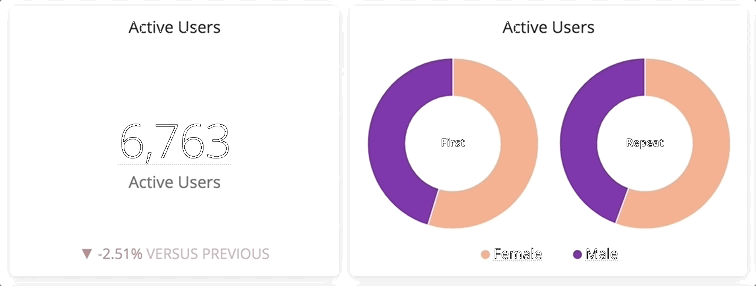 Active Users
6,763
Active Users
▼ -2.51% VERSUS PREVIOUS
Active Users
First
Repeat
Female
Male